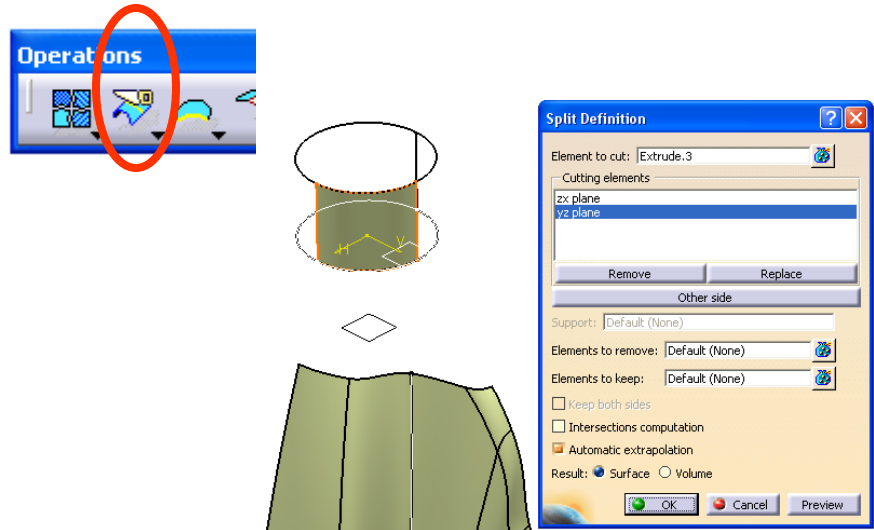 Operations
Split Definition
Element to cut: Extrude.3
Cutting elements
zx plane
yz plane
Remove Replace
Other side
Support: Default (None)
Elements to remove: Default (None)
Elements to keep: Default (None)
Keep both sides
Intersections computation
Automatic extrapolation
Result: Surface Volume
OK Cancel Preview
H V